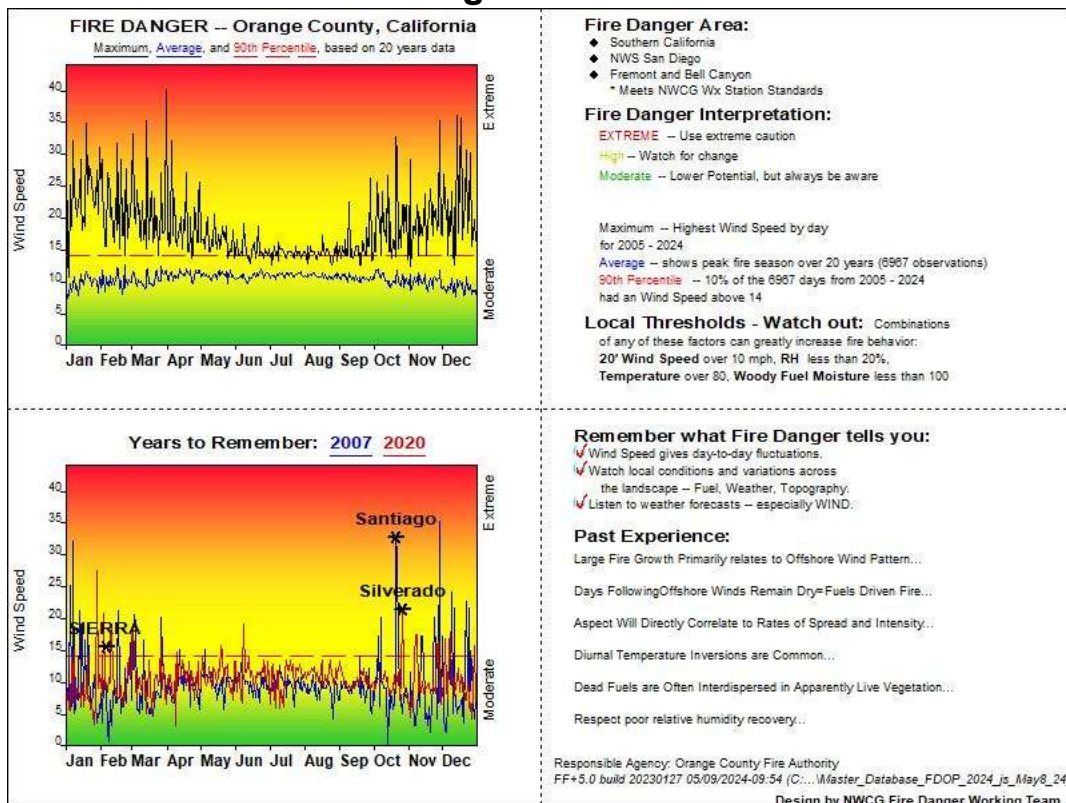 FIRE DANGER -- Orange County, California
Maximum, Average, and 90th Percentile, based on 20 years data
Wind Speed
40
35
30
25
20
15
10
5
0
Extreme
Moderate
Jan Feb Mar Apr May Jun Jul Aug Sep Oct Nov Dec
Fire Danger Area:
◆ Southern California
◆ NWS San Diego
◆ Fremont and Bell Canyon
* Meets NWCG Wx Station Standards
Fire Danger Interpretation:
EXTREME -- Use extreme caution
High -- Watch for change
Moderate -- Lower Potential, but always be aware
Maximum -- Highest Wind Speed by day
for 2005 - 2024
Average -- shows peak fire season over 20 years (6967 observations)
90th Percentile -- 10% of the 6967 days from 2005 - 2024
had an Wind Speed above 14
Local Thresholds - Watch out: Combinations
of any of these factors can greatly increase fire behavior:
20' Wind Speed over 10 mph, RH less than 20%,
Temperature over 80, Woody Fuel Moisture less than 100
Years to Remember: 2007 2020
Wind Speed
40
35
30
25
20
15
10
5
0
Santiago
Silverado
SIERRA
Extreme
Moderate
Jan Feb Mar Apr May Jun Jul Aug Sep Oct Nov Dec
Remember what Fire Danger tells you:
Wind Speed gives day-to-day fluctuations.
Watch local conditions and variations across
the landscape -- Fuel, Weather, Topography.
Listen to weather forecasts -- especially WIND.
Past Experience:
Large Fire Growth Primarily relates to Offshore Wind Pattern...
Days FollowingOffshore Winds Remain Dry=Fuels Driven Fire...
Aspect Will Directly Correlate to Rates of Spread and Intensity...
Diurnal Temperature Inversions are Common...
Dead Fuels are Often Interdispersed in Apparently Live Vegetation...
Respect poor relative humidity recovery...
Responsible Agency: Orange County Fire Authority
FF+5.0 build 20230127 05/09/2024-09:54 (C:...\Master_Database_FDOP_2024_js_May8_24
Design by NWCG Fire Danger Working Team